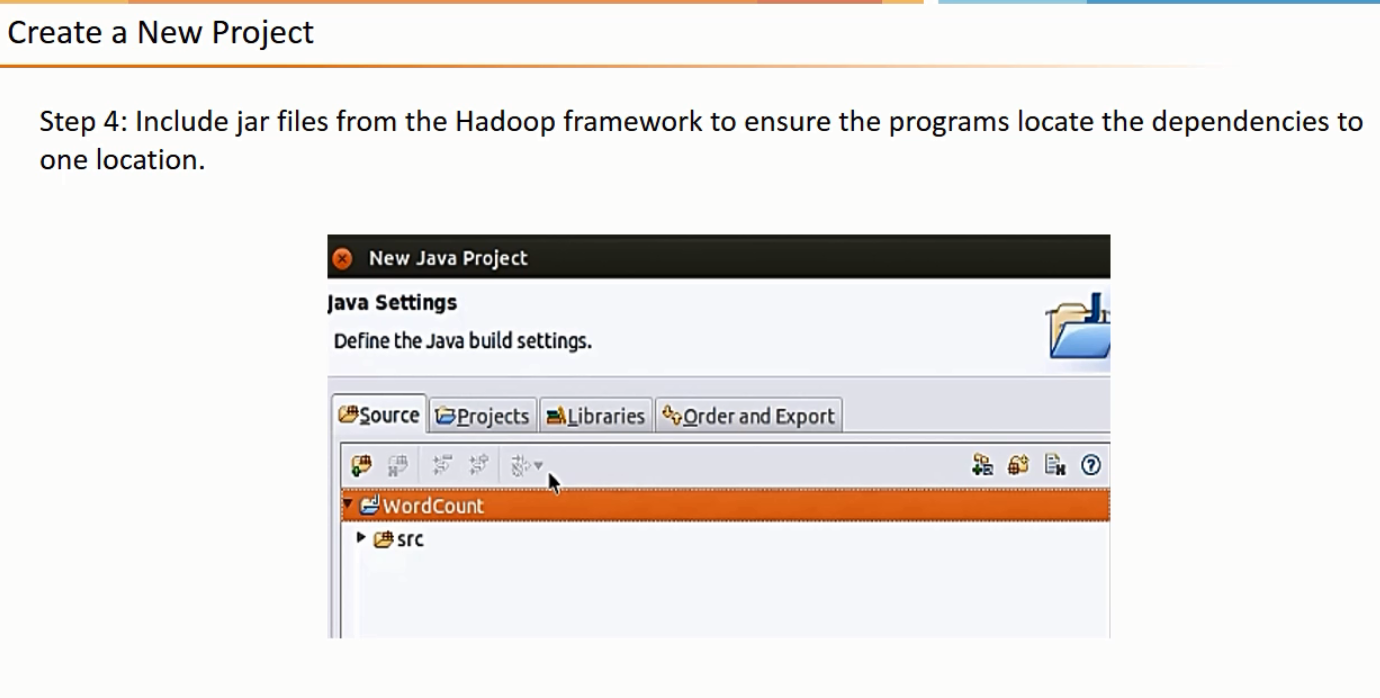 Create a New Project
Step 4: Include jar files from the Hadoop framework to ensure the programs locate the dependencies to
one location.
New Java Project
Java Settings
Define the Java build settings.
Source Projects Libraries Order and Export
WordCount
src